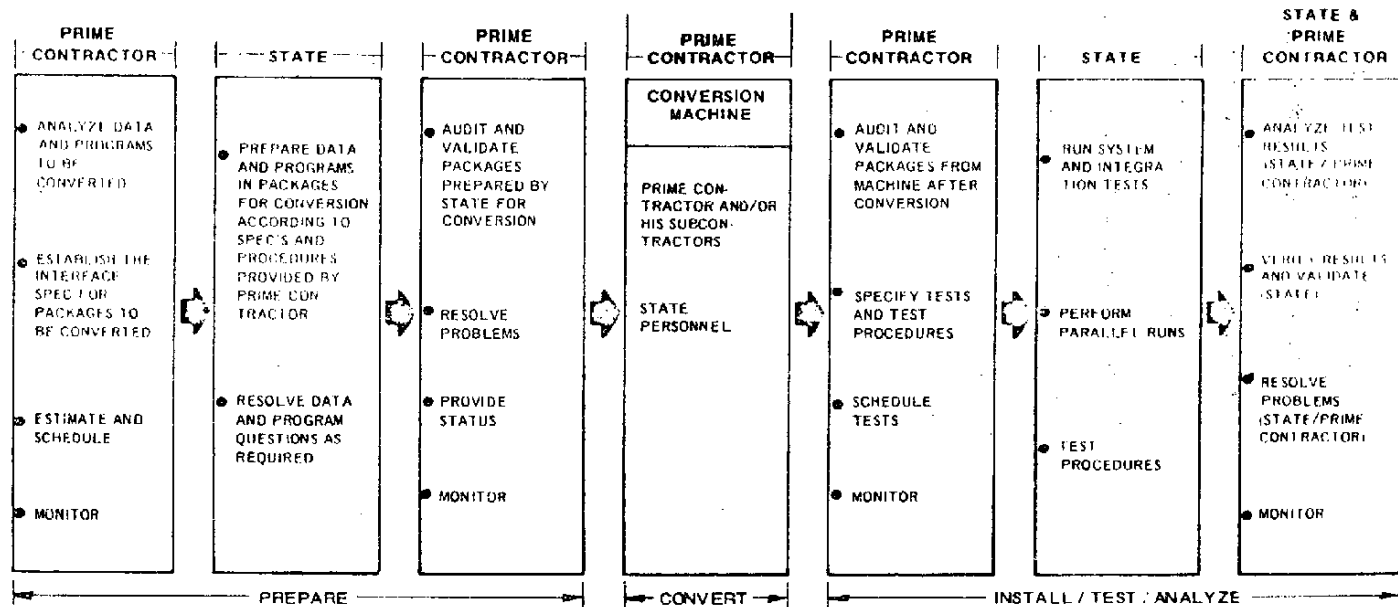 PRIME
CONTRACTOR
ANALYZE DATA
AND PROGRAMS
TO BE
CONVERTED
ESTABLISH THE
INTERFACE
SPEC FOR
PACKAGES TO
BE CONVERTED
ESTIMATE AND
SCHEDULE
MONITOR
STATE
PREPARE DATA
AND PROGRAMS
IN PACKAGES
FOR CONVERSION
ACCORDING TO
SPEC'S AND
PROCEDURES
PROVIDED BY
PRIME CON
TRACTOR
RESOLVE DATA
AND PROGRAM
QUESTIONS AS
REQUIRED
PRIME
CONTRACTOR
AUDIT AND
VALIDATE
PACKAGES
PREPARED BY
STATE FOR
CONVERSION
RESOLVE
PROBLEMS
PROVIDE
STATUS
MONITOR
PRIME
CONTRACTOR
CONVERSION
MACHINE
PRIME CON-
TRACTOR AND/OR
HIS SUBCON-
TRACTORS
STATE
PERSONNEL
PRIME
CONTRACTOR
AUDIT AND
VALIDATE
PACKAGES FROM
MACHINE AFTER
CONVERSION
SPECIFY TESTS
AND TEST
PROCEDURES
SCHEDULE
TESTS
MONITOR
STATE
RUN SYSTEM
AND INTEGRA
TION TESTS
PERFORM
PARALLEL RUNS
TEST
PROCEDURES
STATE &
PRIME
CONTRACTOR
ANALYZE TEST
RESULTS
(STATE/PRIME
CONTRACTOR)
VERIFY RESULTS
AND VALIDATE
(STATE)
RESOLVE
PROBLEMS
(STATE/PRIME
CONTRACTOR)
MONITOR
PREPARE
CONVERT
INSTALL / TEST / ANALYZE